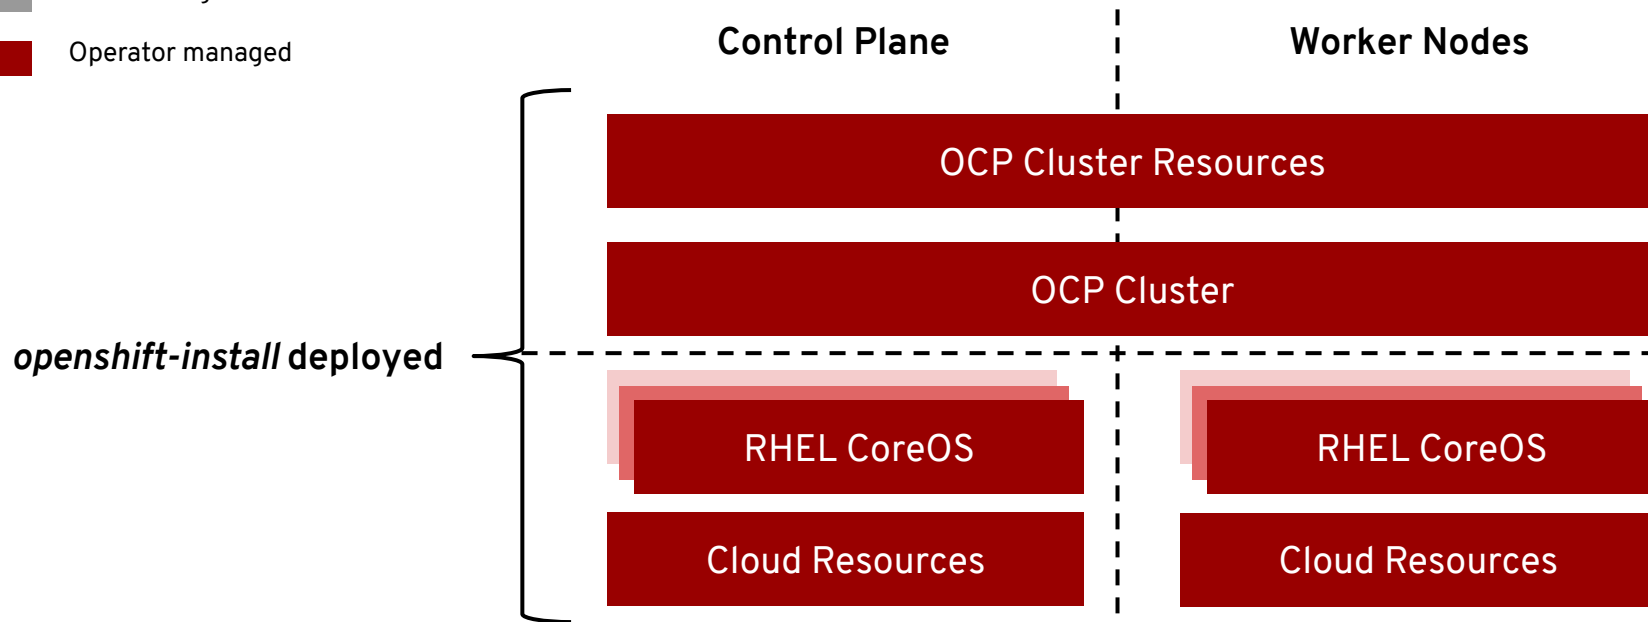 Operator managed
Control Plane
Worker Nodes
OCP Cluster Resources
OCP Cluster
openshift-install deployed
RHEL CoreOS
RHEL CoreOS
Cloud Resources
Cloud Resources